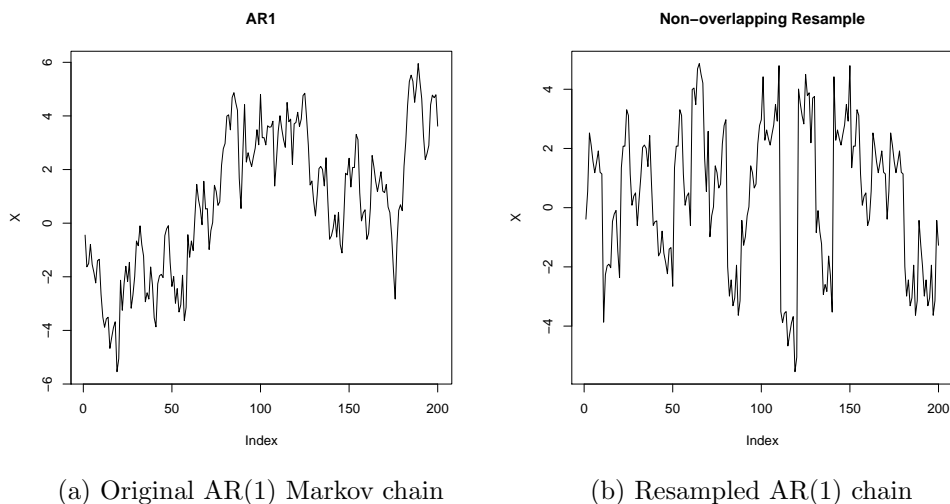 AR1
X
6
4
2
0
−2
−4
−6
0 50 100 150 200
Index
(a) Original AR(1) Markov chain
Non-overlapping Resample
X
4
2
0
−2
−4
0 50 100 150 200
Index
(b) Resampled AR(1) chain